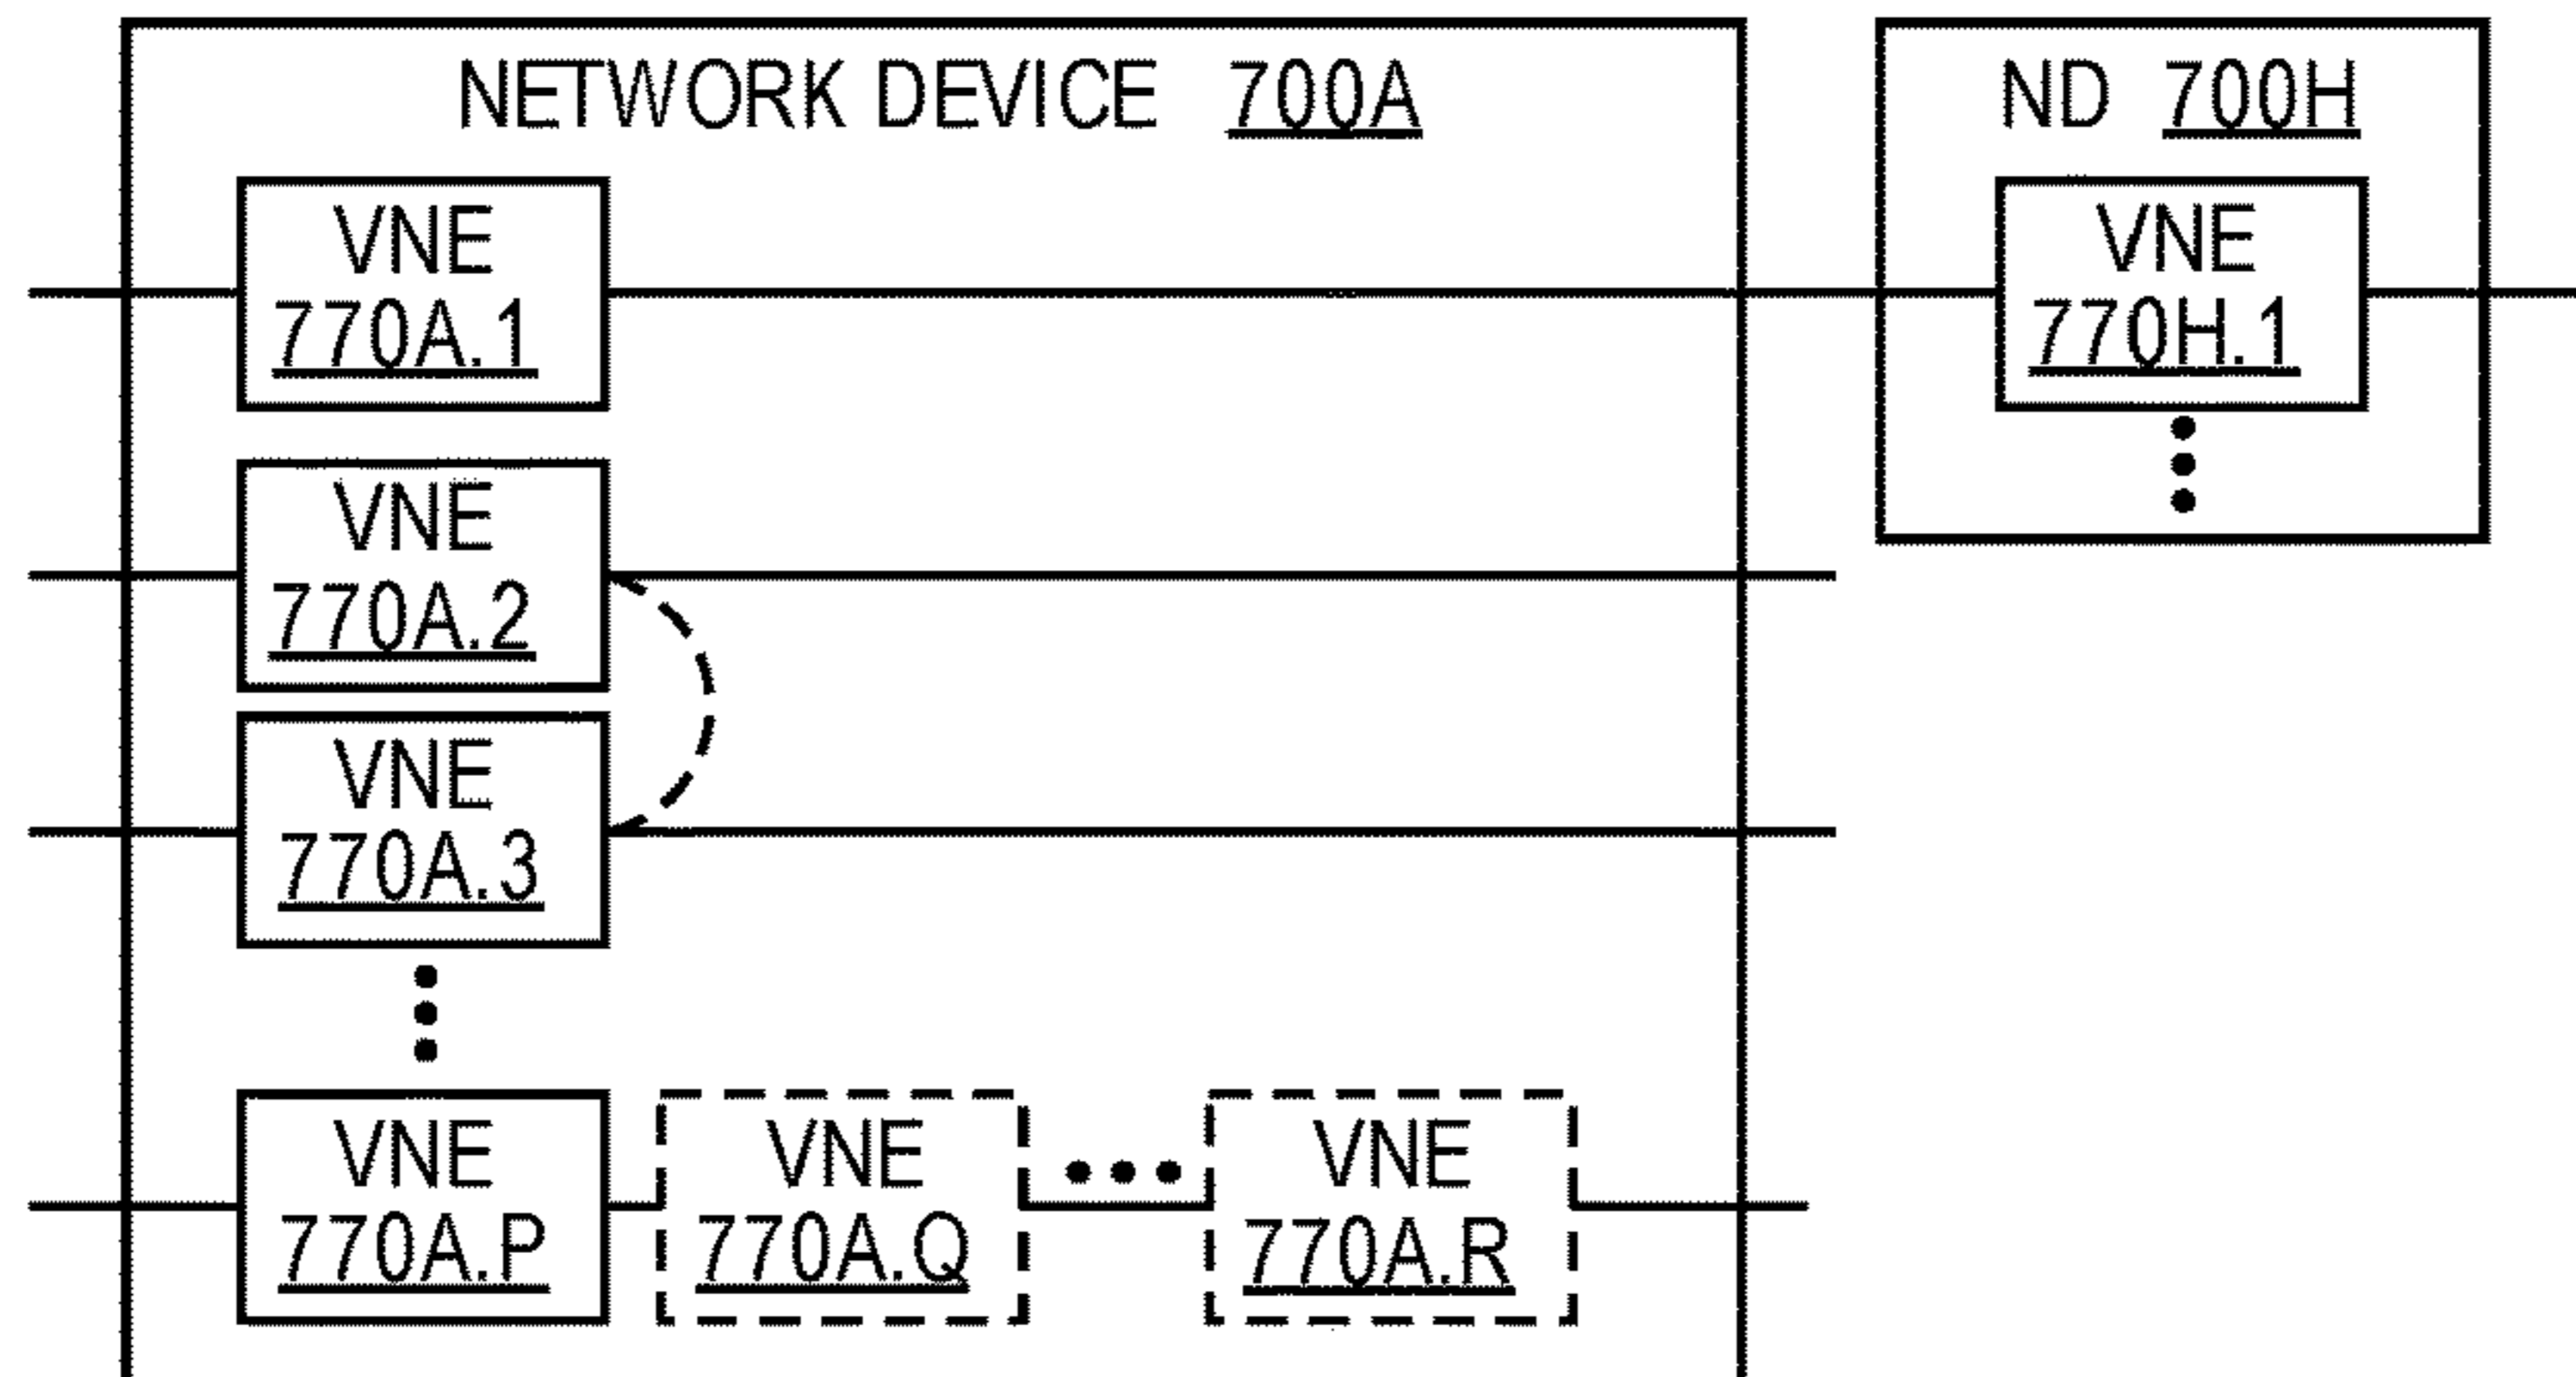 NETWORK DEVICE 700A
ND 700H
VNE
770A.1
VNE
770H.1
VNE
770A.2
VNE
770A.3
VNE
770A.P
VNE
770A.Q
VNE
770A.R